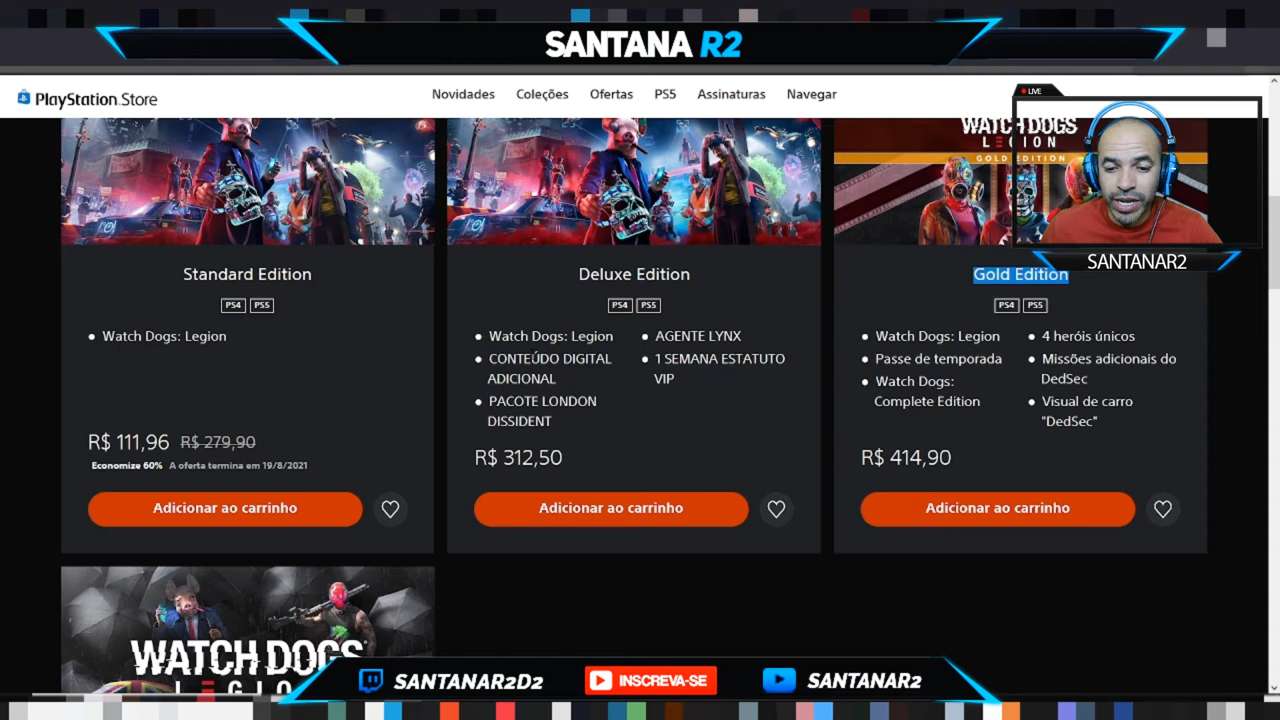 SANTANA R2
PlayStation Store
Novidades Coleções Ofertas PS5 Assinaturas Navegar
LIVE
WATCH DOGS
LEGION
GOLD EDITION
SANTANAR2
Standard Edition
PS4 PS5
Watch Dogs: Legion
R$ 111,96 R$ 279,90
Economize 60% A oferta termina em 19/8/2021
Adicionar ao carrinho
Deluxe Edition
PS4 PS5
Watch Dogs: Legion
CONTEÚDO DIGITAL
ADICIONAL
PACOTE LONDON
DISSIDENT
AGENTE LYNX
1 SEMANA ESTATUTO
VIP
R$ 312,50
Adicionar ao carrinho
Gold Edition
PS4 PS5
Watch Dogs: Legion
Passe de temporada
Watch Dogs:
Complete Edition
4 heróis únicos
Missões adicionais do
DedSec
Visual de carro
"DedSec"
R$ 414,90
Adicionar ao carrinho
WATCH DOGS
LEGIO
SANTANAR2D2 INSCREVA-SE SANTANAR2